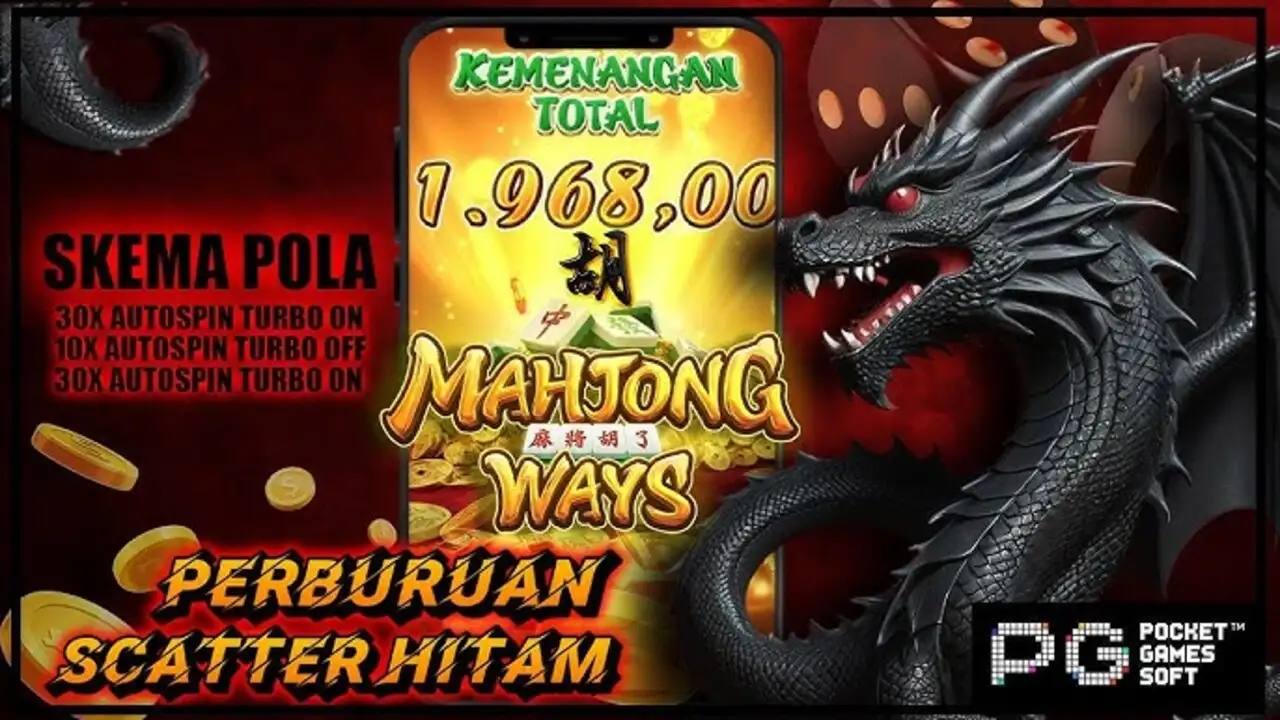 KEMENANGAN
TOTAL
1.968,00
胡
SKEMA POLA
30X AUTOSPIN TURBO ON
10X AUTOSPIN TURBO OFF
30X AUTOSPIN TURBO ON
中
MAHJONG
麻將胡了
WAYS
PERBURUAN
SCATTER HITAM
PG
POCKET™
GAMES
SOFT